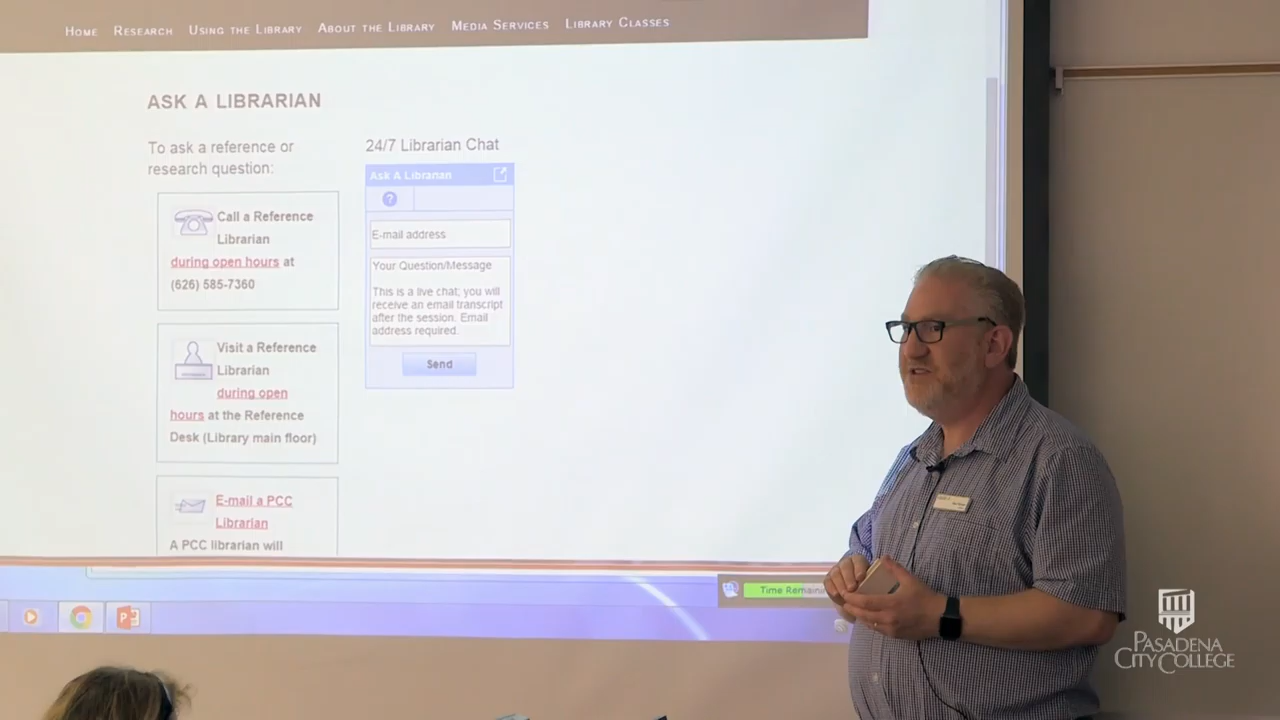 Home Research Using the Library About the Library Media Services Library Classes
ASK A LIBRARIAN
To ask a reference or
research question:
Call a Reference
Librarian
during open hours at
(626) 585-7360
Visit a Reference
Librarian
during open
hours at the Reference
Desk (Library main floor)
E-mail a PCC
Librarian
A PCC librarian will
24/7 Librarian Chat
Ask A Librarian
?
E-mail address
Your Question/Message
This is a live chat; you will
receive an email transcript
after the session. Email
address required.
Send
Time Remaini
PASADENA
CITY COLLEGE